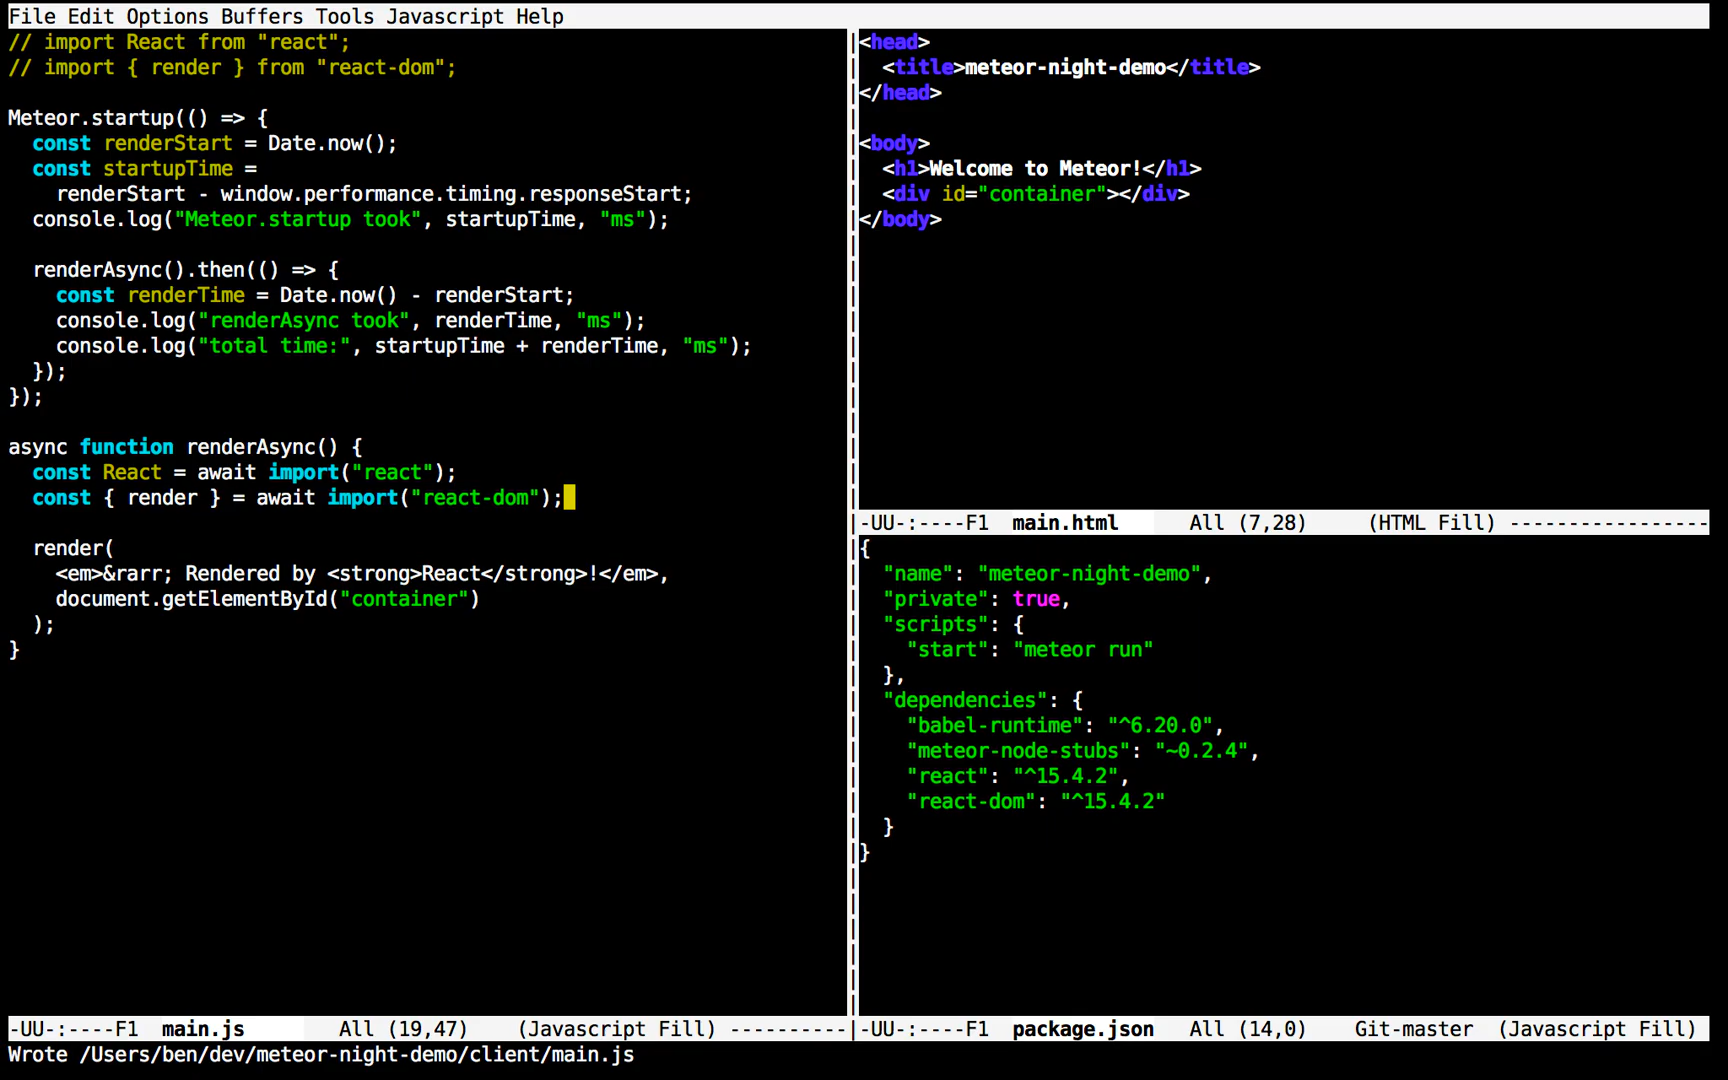 File Edit Options Buffers Tools Javascript Help
// import React from "react";
// import { render } from "react-dom";
Meteor.startup(() => {
  const renderStart = Date.now();
  const startupTime =
    renderStart - window.performance.timing.responseStart;
  console.log("Meteor.startup took", startupTime, "ms");
  renderAsync().then(() => {
    const renderTime = Date.now() - renderStart;
    console.log("renderAsync took", renderTime, "ms");
    console.log("total time:", startupTime + renderTime, "ms");
  });
});
async function renderAsync() {
  const React = await import("react");
  const { render } = await import("react-dom");
  render(
    <em>&rarr; Rendered by <strong>React</strong>!</em>,
    document.getElementById("container")
  );
}
-UU-:----F1  main.js        All (19,47)    (Javascript Fill) ----------
<head>
  <title>meteor-night-demo</title>
</head>
<body>
  <h1>Welcome to Meteor!</h1>
  <div id="container"></div>
</body>
-UU-:----F1  main.html      All (7,28)     (HTML Fill) -----------------
{
  "name": "meteor-night-demo",
  "private": true,
  "scripts": {
    "start": "meteor run"
  },
  "dependencies": {
    "babel-runtime": "^6.20.0",
    "meteor-node-stubs": "~0.2.4",
    "react": "^15.4.2",
    "react-dom": "^15.4.2"
  }
}
-UU-:----F1  package.json   All (14,0)    Git-master  (Javascript Fill)
Wrote /Users/ben/dev/meteor-night-demo/client/main.js